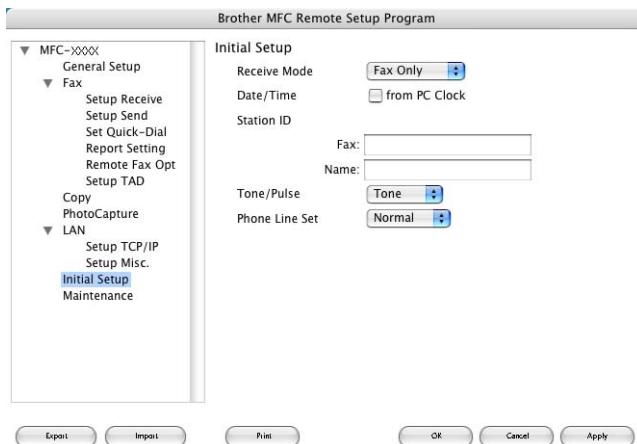 Brother MFC Remote Setup Program
MFC-XXXX
General Setup
Fax
Setup Receive
Setup Send
Set Quick-Dial
Report Setting
Remote Fax Opt
Setup TAD
Copy
PhotoCapture
LAN
Setup TCP/IP
Setup Misc.
Initial Setup
Maintenance
Initial Setup
Receive Mode Fax Only
Date/Time from PC Clock
Station ID
Fax:
Name:
Tone/Pulse Tone
Phone Line Set Normal
Export Import Print OK Cancel Apply